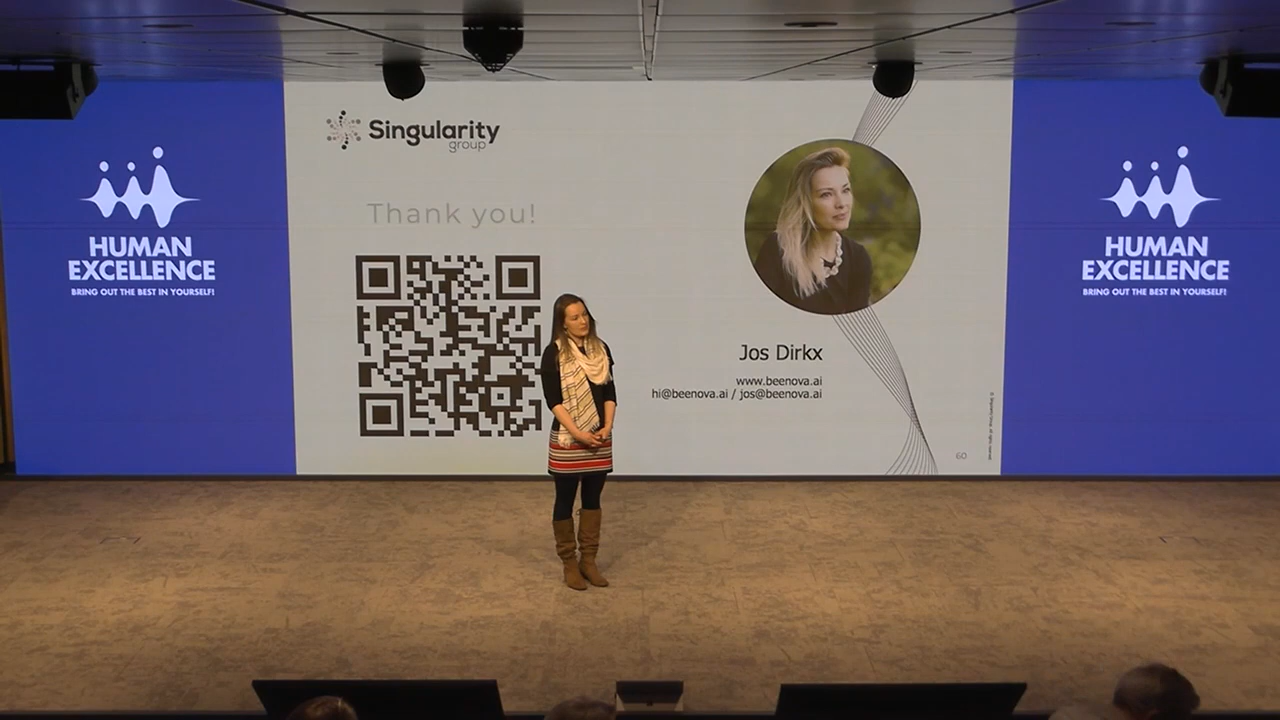 HUMAN
EXCELLENCE
BRING OUT THE BEST IN YOURSELF!
Singularity
group
Thank you!
Jos Dirkx
www.beenova.ai
hi@beenova.ai / jos@beenova.ai
60
HUMAN
EXCELLENCE
BRING OUT THE BEST IN YOURSELF!